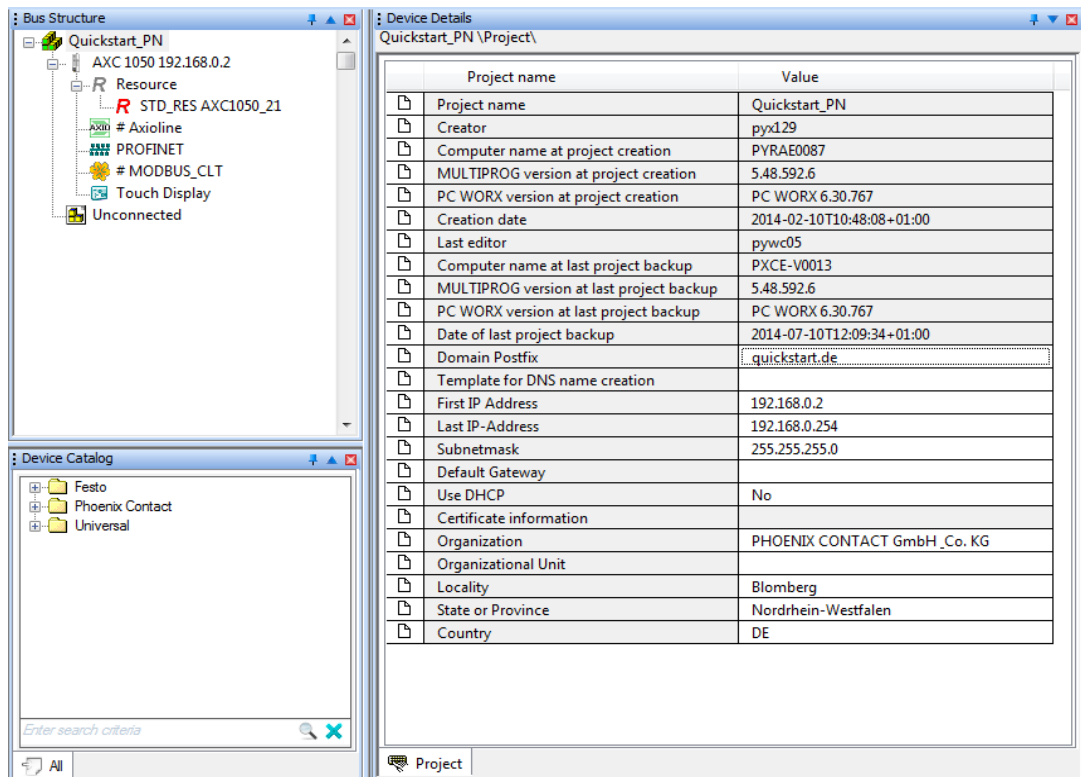 Bus Structure
Quickstart_PN
AXC 1050 192.168.0.2
R Resource
R STD_RES AXC1050_21
AXIO # Axioline
PROFINET
# MODBUS_CLT
Touch Display
Unconnected
Device Catalog
Festo
Phoenix Contact
Universal
Enter search criteria
All
Device Details
Quickstart_PN \Project\
Project name Value
Project name Quickstart_PN
Creator pyx129
Computer name at project creation PYRAE0087
MULTIPROG version at project creation 5.48.592.6
PC WORX version at project creation PC WORX 6.30.767
Creation date 2014-02-10T10:48:08+01:00
Last editor pywc05
Computer name at last project backup PXCE-V0013
MULTIPROG version at last project backup 5.48.592.6
PC WORX version at last project backup PC WORX 6.30.767
Date of last project backup 2014-07-10T12:09:34+01:00
Domain Postfix quickstart.de
Template for DNS name creation
First IP Address 192.168.0.2
Last IP-Address 192.168.0.254
Subnetmask 255.255.255.0
Default Gateway
Use DHCP No
Certificate information
Organization PHOENIX CONTACT GmbH _Co. KG
Organizational Unit
Locality Blomberg
State or Province Nordrhein-Westfalen
Country DE
Project